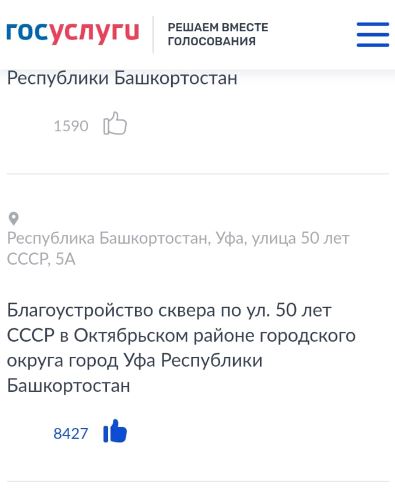 госуслуги
РЕШАЕМ ВМЕСТЕ
ГОЛОСОВАНИЯ
Республики Башкортостан
1590
Республика Башкортостан, Уфа, улица 50 лет
СССР, 5А
Благоустройство сквера по ул. 50 лет
СССР в Октябрьском районе городского
округа город Уфа Республики
Башкортостан
8427